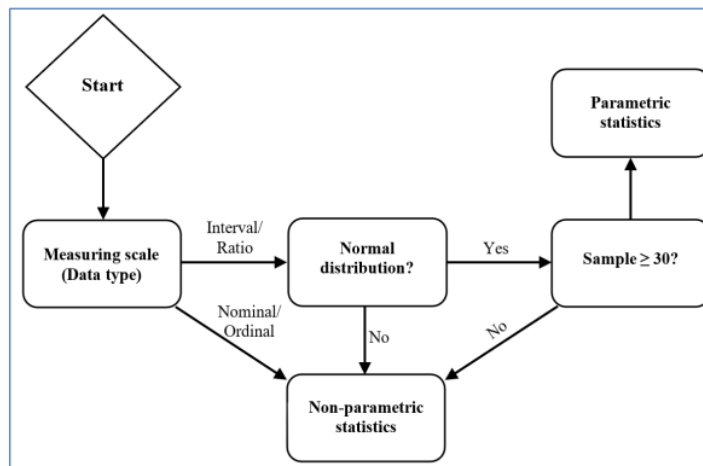 Start
Parametric
statistics
Measuring scale
(Data type)
Interval/
Ratio
Normal
distribution?
Yes
Sample ≥ 30?
Nominal/
Ordinal
No
No
Non-parametric
statistics